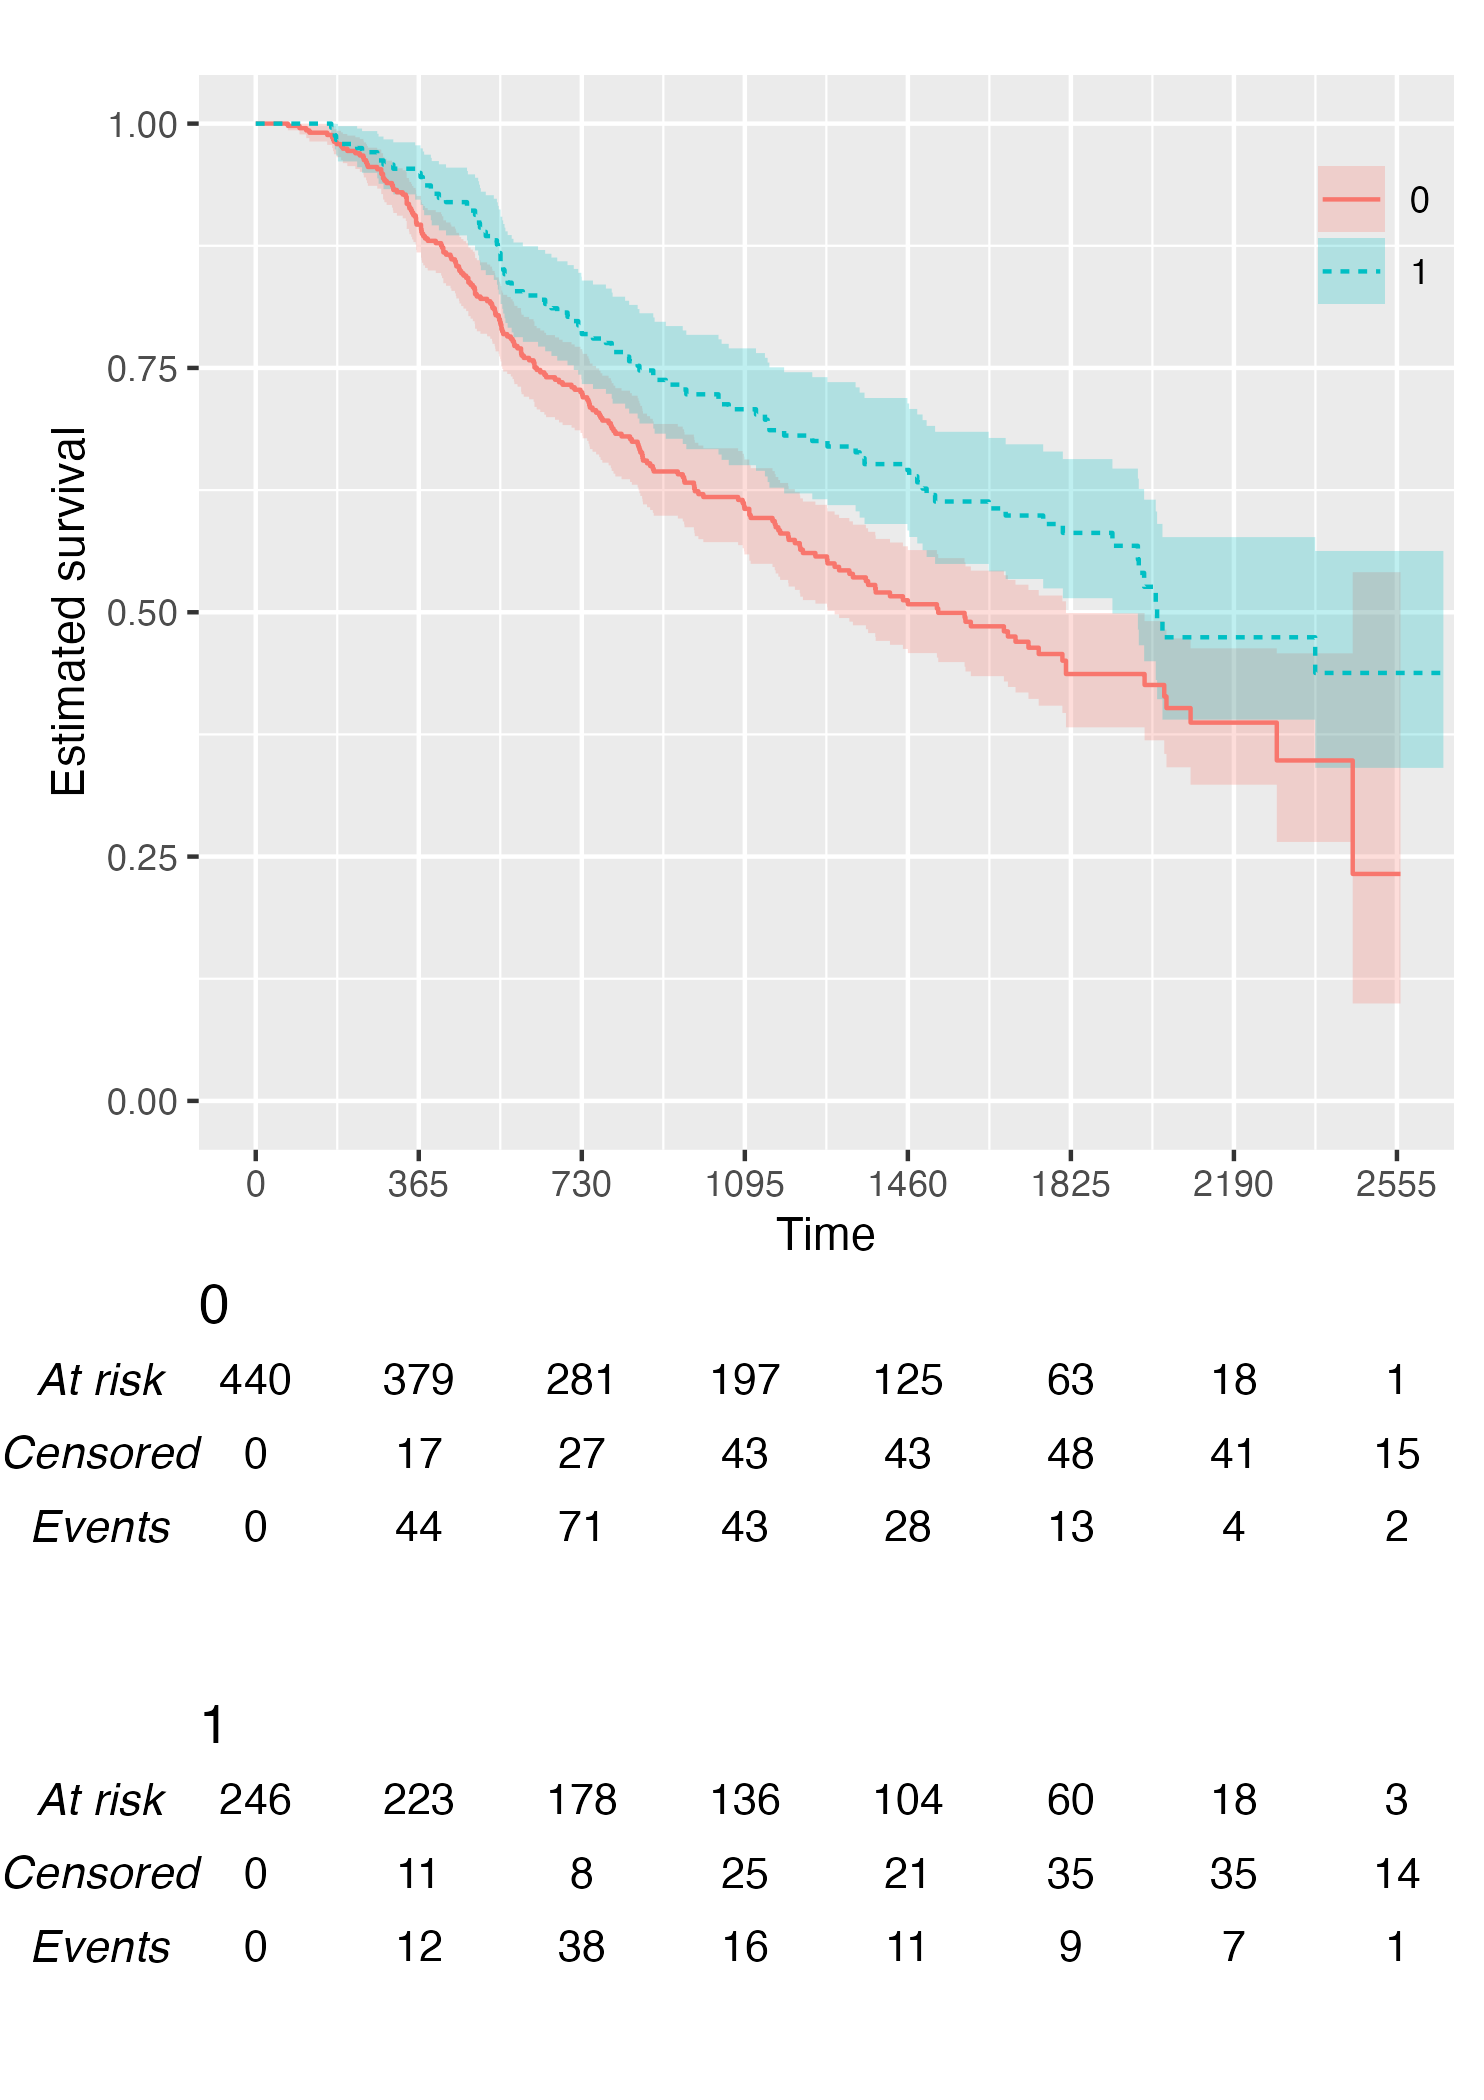 1.00
0.75
0.50
0.25
0.00
Estimated survival
0
1
0 365 730 1095 1460 1825 2190 2555
Time
0
At risk 440 379 281 197 125 63 18 1
Censored 0 17 27 43 43 48 41 15
Events 0 44 71 43 28 13 4 2
1
At risk 246 223 178 136 104 60 18 3
Censored 0 11 8 25 21 35 35 14
Events 0 12 38 16 11 9 7 1